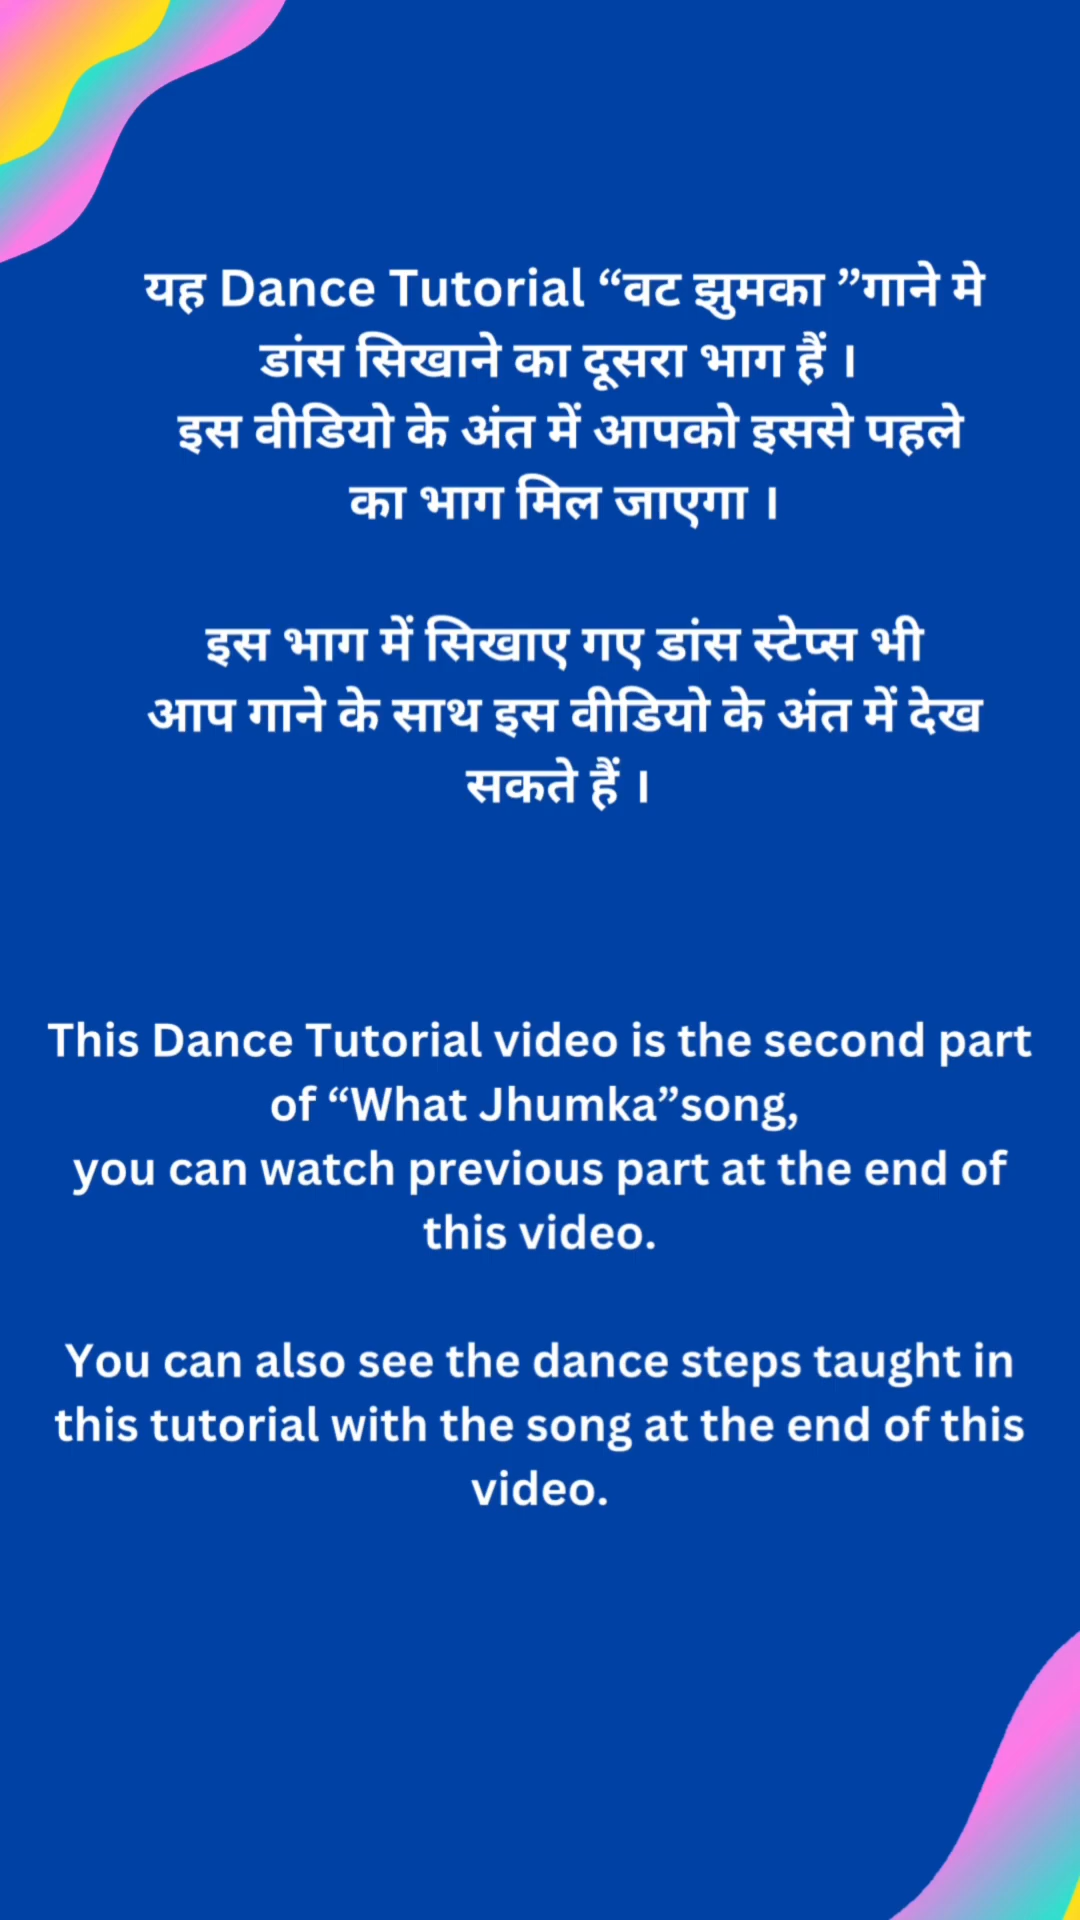 यह Dance Tutorial “वट झुमका ”गाने मे
डांस सिखाने का दूसरा भाग हैं ।
इस वीडियो के अंत में आपको इससे पहले
का भाग मिल जाएगा ।
इस भाग में सिखाए गए डांस स्टेप्स भी
आप गाने के साथ इस वीडियो के अंत में देख
सकते हैं ।
This Dance Tutorial video is the second part
of “What Jhumka”song,
you can watch previous part at the end of
this video.
You can also see the dance steps taught in
this tutorial with the song at the end of this
video.